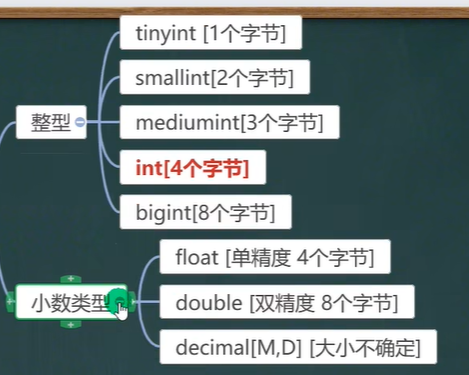 整型
tinyint [1个字节]
smallint[2个字节]
mediumint[3个字节]
int[4个字节]
bigint[8个字节]
小数类型
float [单精度 4个字节]
double [双精度 8个字节]
decimal[M,D] [大小不确定]